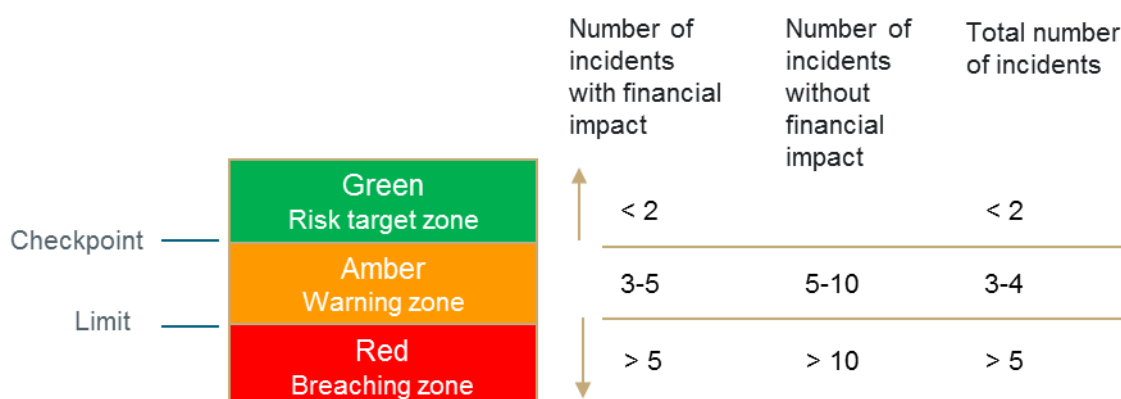 Number of
incidents
with financial
impact
Number of
incidents
without
financial
impact
Total number
of incidents
Green
Risk target zone
< 2
< 2
Checkpoint
Amber
Warning zone
3-5
5-10
3-4
Limit
Red
Breaching zone
> 5
> 10
> 5